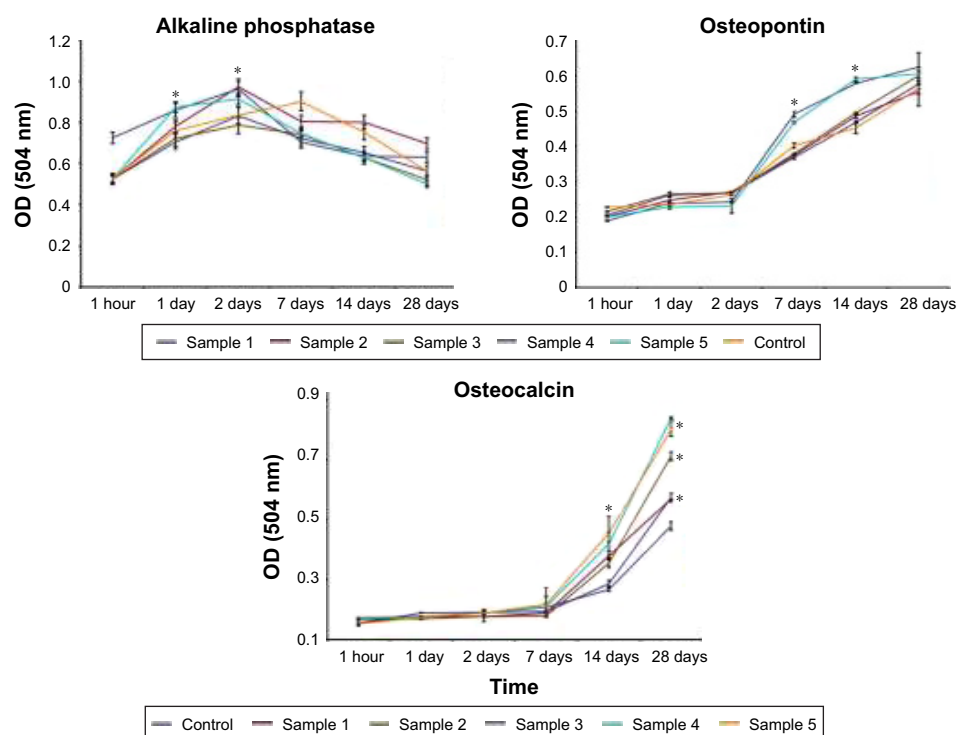 Alkaline phosphatase
OD (504 nm)
1.2
1.0
0.8
0.6
0.4
0.2
0
*
*
1 hour 1 day 2 days 7 days 14 days 28 days
Osteopontin
OD (504 nm)
0.7
0.6
0.5
0.4
0.3
0.2
0.1
0
*
*
1 hour 1 day 2 days 7 days 14 days 28 days
Sample 1 Sample 2 Sample 3 Sample 4 Sample 5 Control
Osteocalcin
OD (504 nm)
0.9
0.7
0.5
0.3
0.1
*
*
*
*
1 hour 1 day 2 days 7 days 14 days 28 days
Time
Control Sample 1 Sample 2 Sample 3 Sample 4 Sample 5